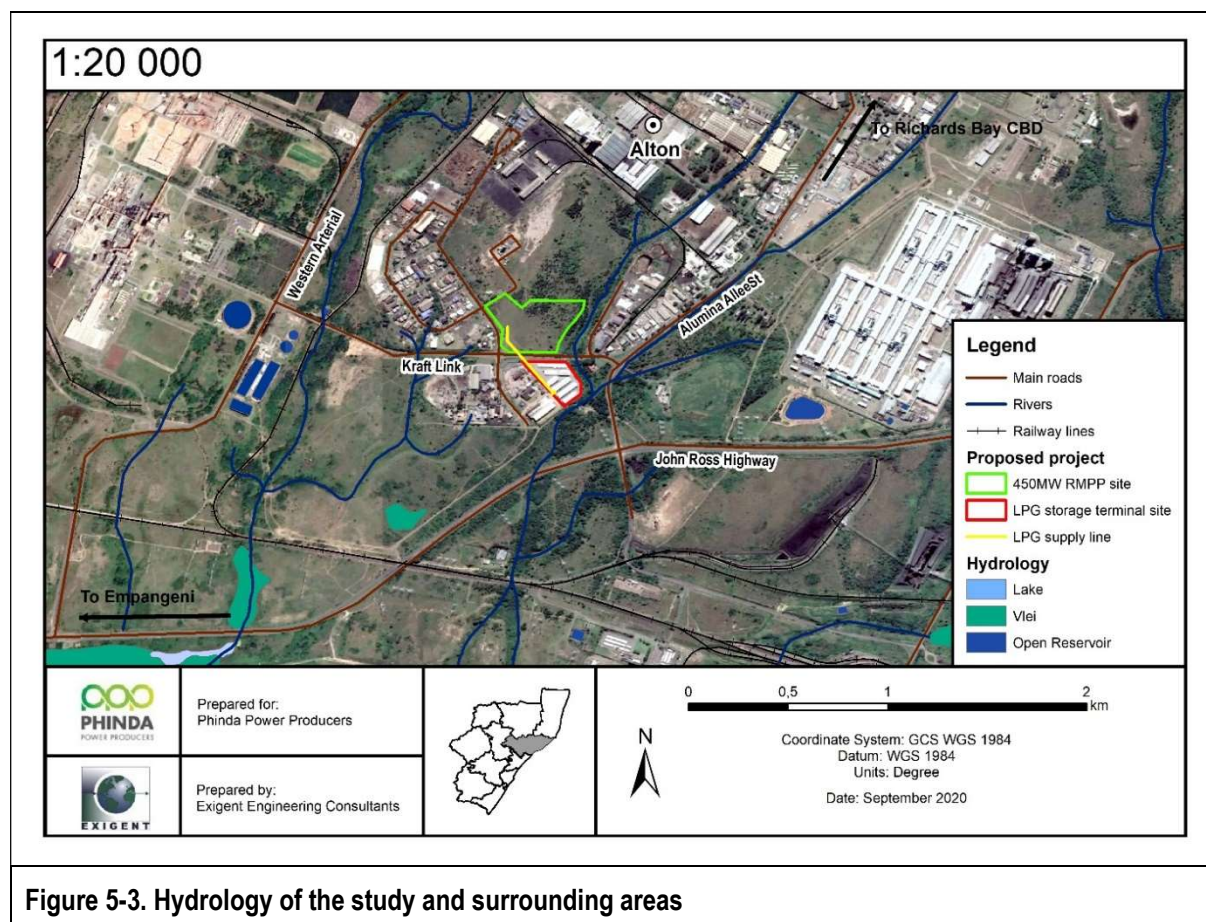 1:20 000
Alton
To Richards Bay CBD
Western Arterial
Alumina AlleeSt
Kraft Link
John Ross Highway
To Empangeni
Legend
Main roads
Rivers
Railway lines
Proposed project
450MW RMPP site
LPG storage terminal site
LPG supply line
Hydrology
Lake
Vlei
Open Reservoir
PHINDA
POWER PRODUCERS
Prepared for:
Phinda Power Producers
EXIGENT
Prepared by:
Exigent Engineering Consultants
N
0 0,5 1 2
km
Coordinate System: GCS WGS 1984
Datum: WGS 1984
Units: Degree
Date: September 2020
Figure 5-3. Hydrology of the study and surrounding areas